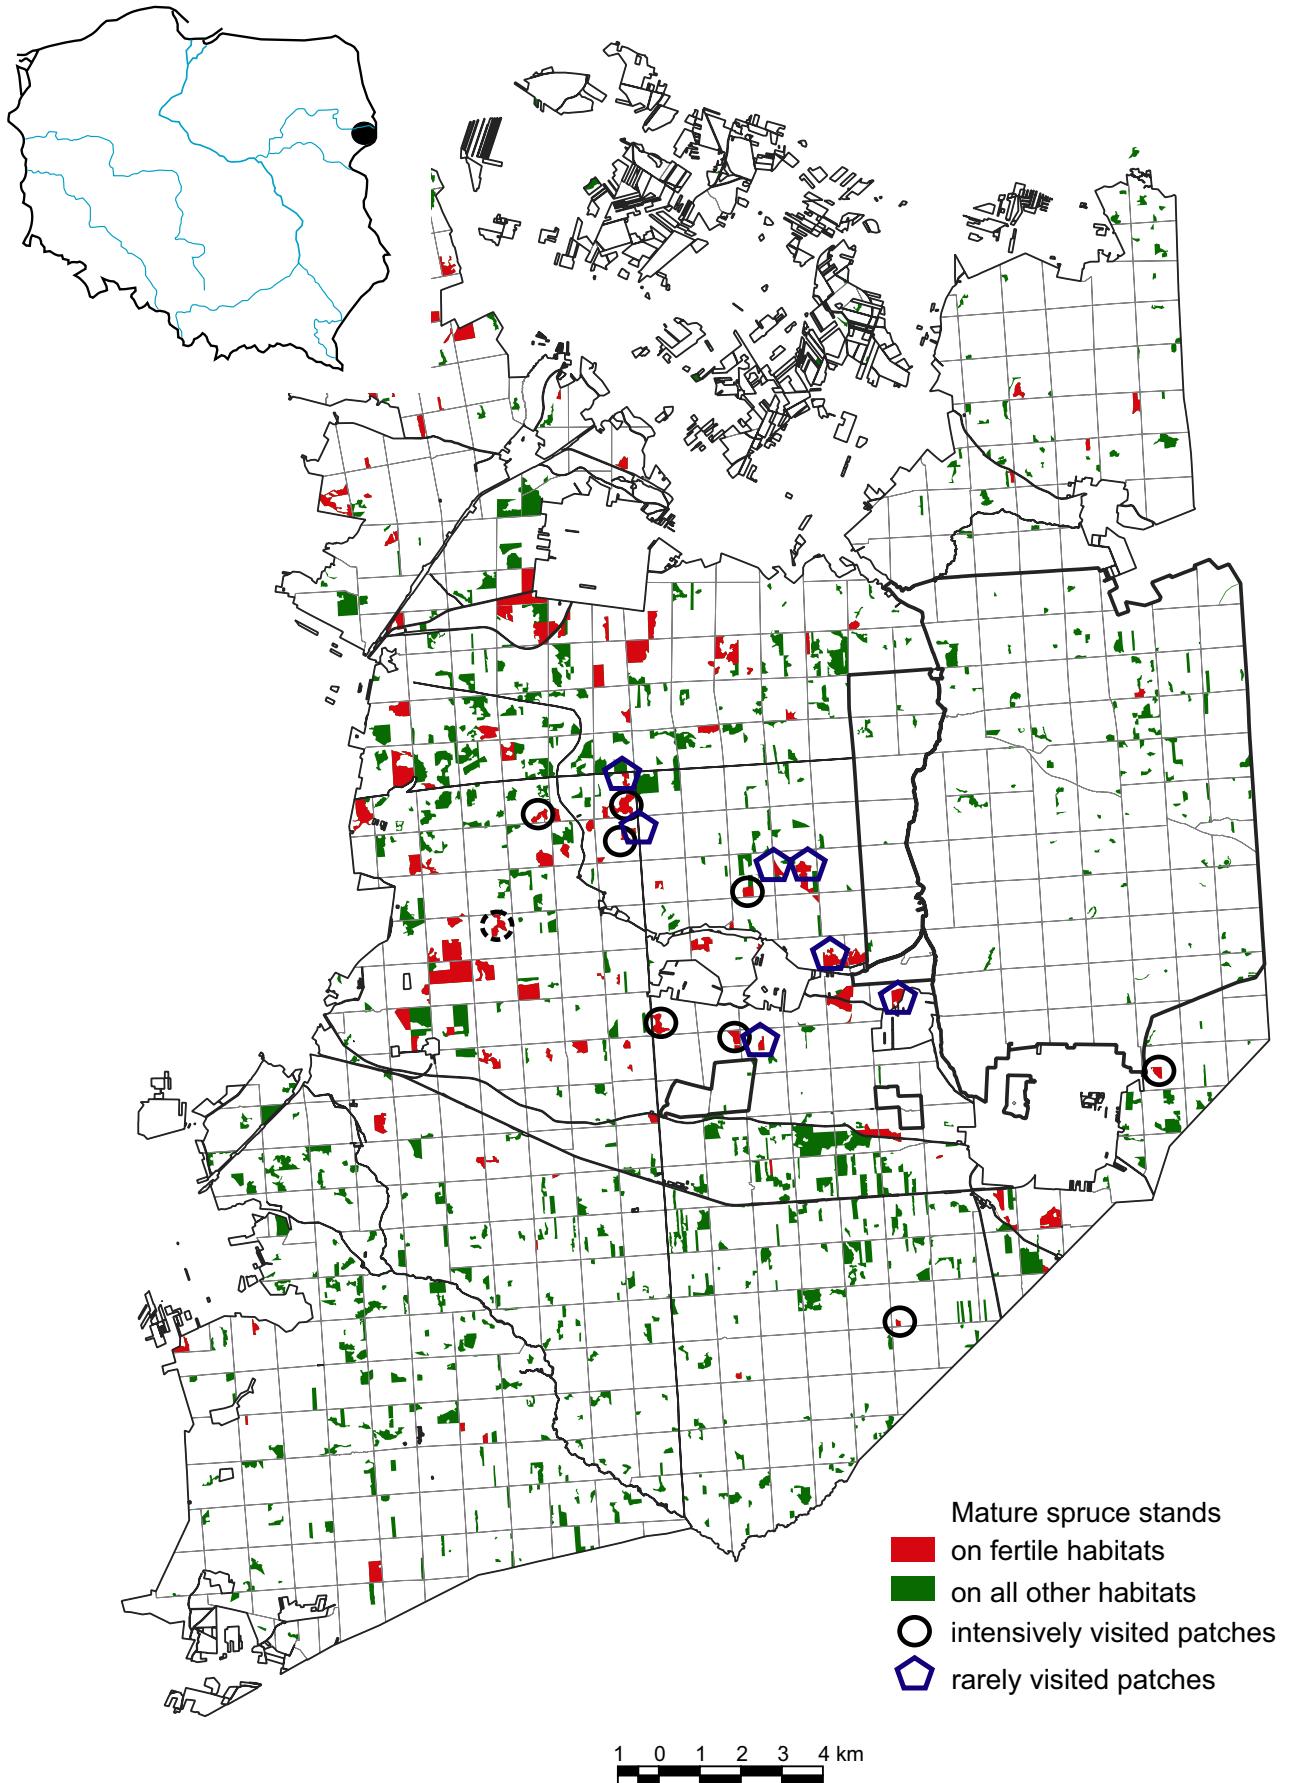 Mature spruce stands
on fertile habitats
on all other habitats
intensively visited patches
rarely visited patches
1 0 1 2 3 4 km